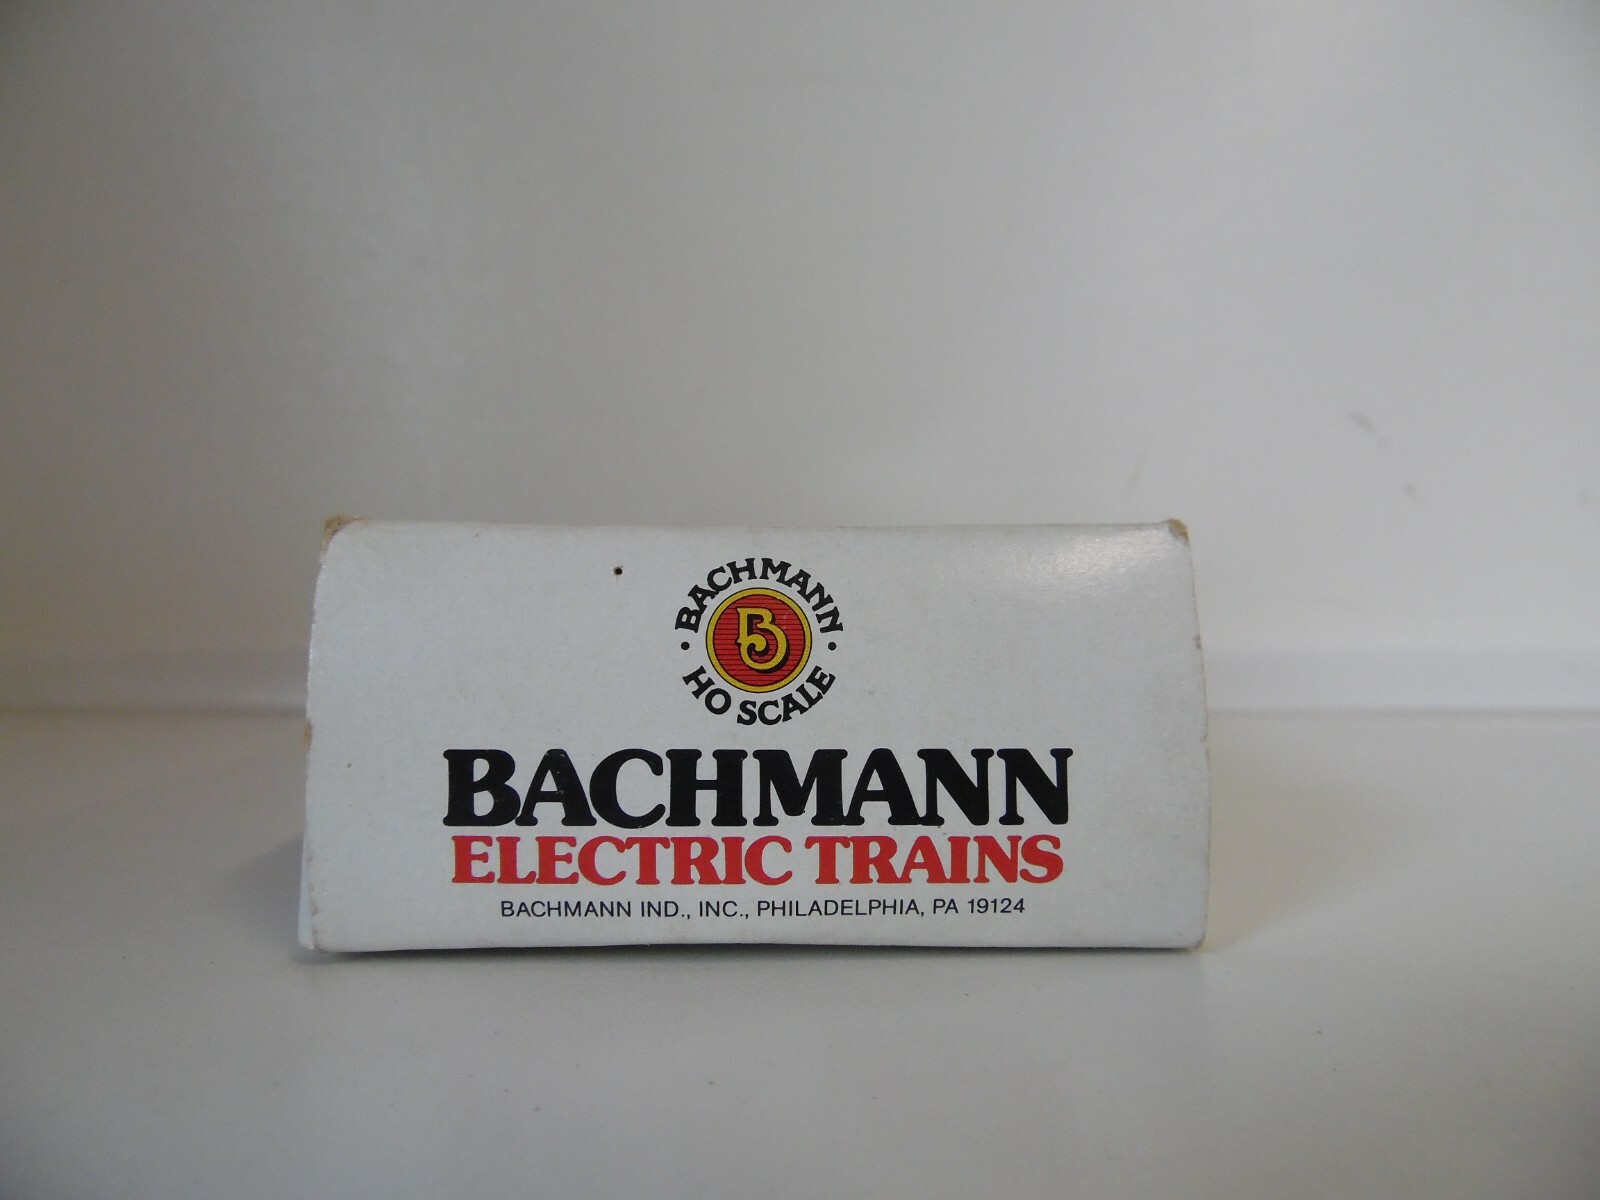 • BACHMANN •
B
HO SCALE
BACHMANN
ELECTRIC TRAINS
BACHMANN IND., INC., PHILADELPHIA, PA 19124